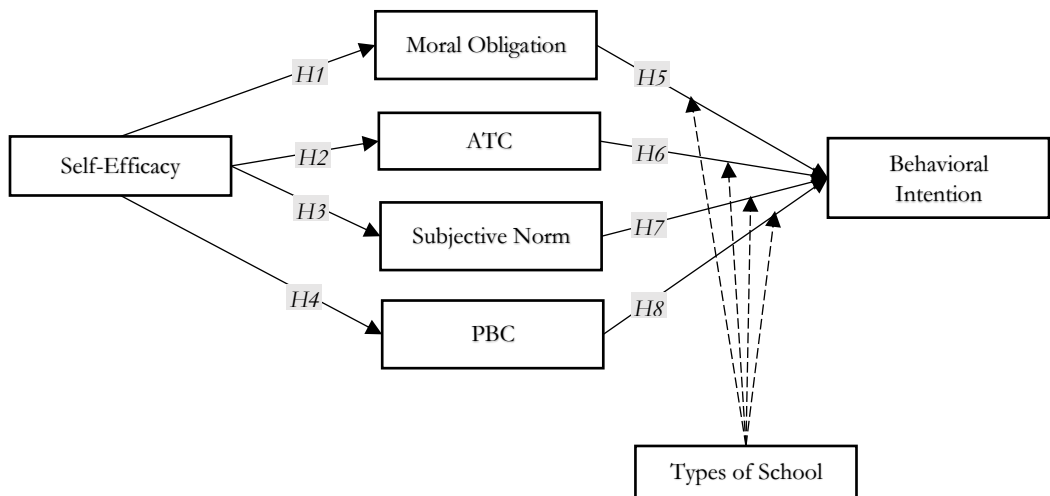 Moral Obligation
H1
H5
ATC
Self-Efficacy
H2
H6
Behavioral
Intention
H3
Subjective Norm
H7
H4
PBC
H8
Types of School